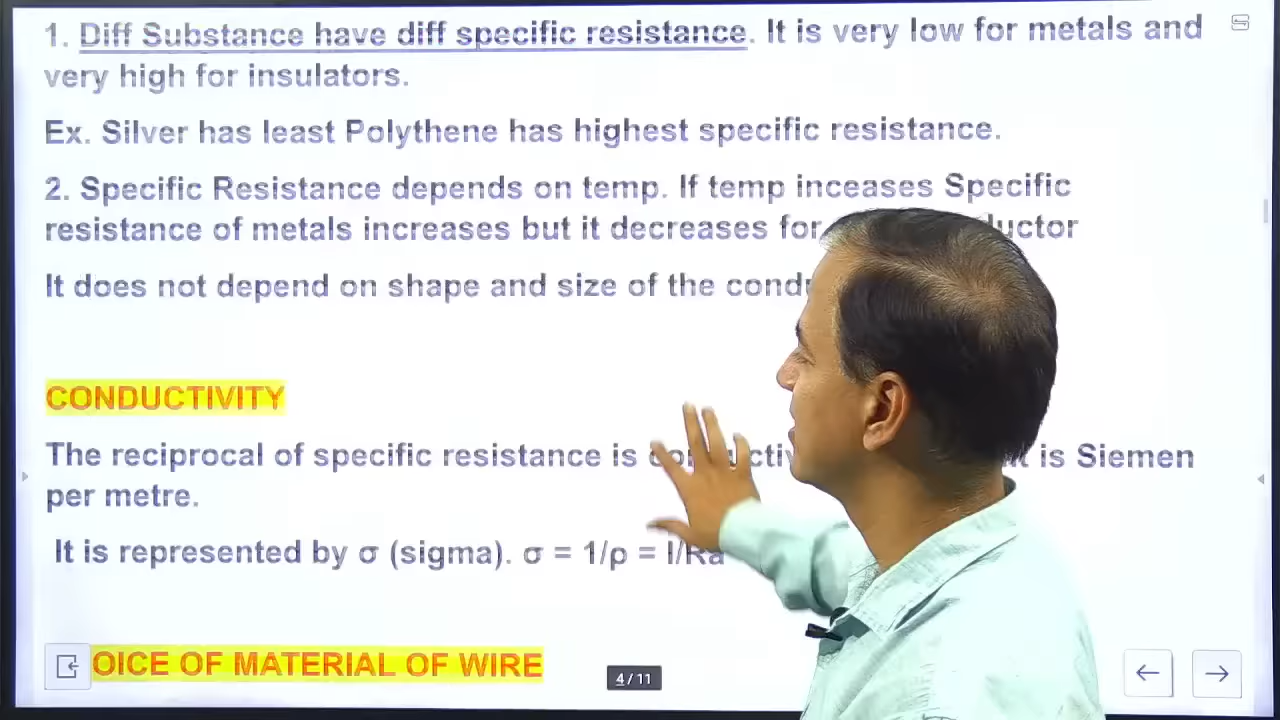 1. Diff Substance have diff specific resistance. It is very low for metals and
very high for insulators.
Ex. Silver has least Polythene has highest specific resistance.
2. Specific Resistance depends on temp. If temp inceases Specific
resistance of metals increases but it decreases for
It does not depend on shape and size of the
CONDUCTIVITY
The reciprocal of specific resistance is is Siemen
per metre.
It is represented by σ (sigma). σ = 1/ρ = l/Ra
OICE OF MATERIAL OF WIRE
4 / 11